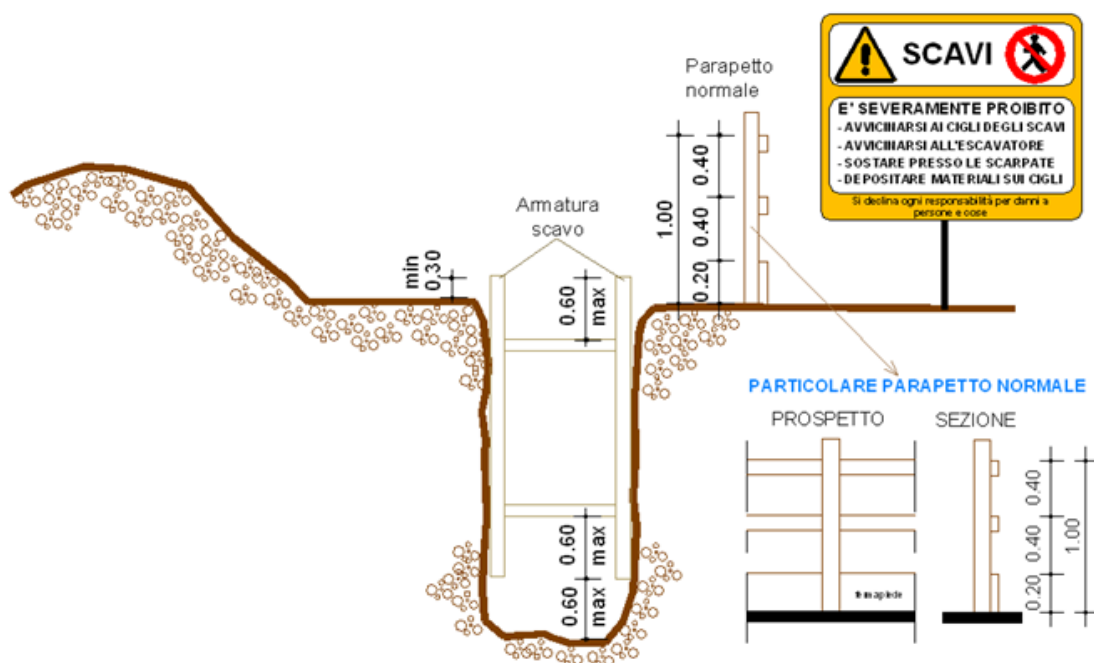 SCAVI
E' SEVERAMENTE PROIBITO
- AVVICINARSI AI CIGLI DEGLI SCAVI
- AVVICINARSI ALL'ESCAVATORE
- SOSTARE PRESSO LE SCARPATE
- DEPOSITARE MATERIALI SUI CIGLI
Si declina ogni responsabilità per danni a
persone e cose
Parapetto
normale
1.00
0.40
0.40
0.20
Armatura
scavo
min
0.30
0.60
max
0.60
max
0.60
max
PARTICOLARE PARAPETTO NORMALE
PROSPETTO
SEZIONE
fermapiede
0.40
0.40
0.20
1.00